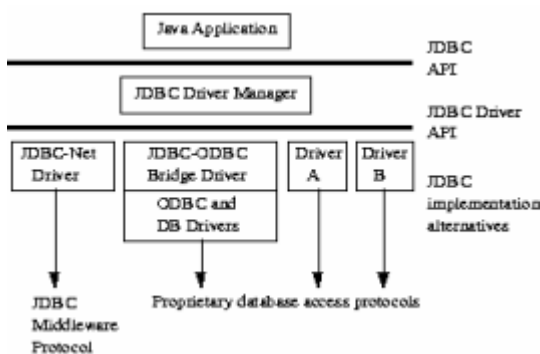 Java Application
JDBC
API
JDBC Driver Manager
JDBC Driver
API
JDBC-Net
Driver
JDBC-ODBC
Bridge Driver
ODBC and
DB Drivers
Driver
A
Driver
B
JDBC
implementation
alternatives
JDBC
Middleware
Protocol
Proprietary database access protocols